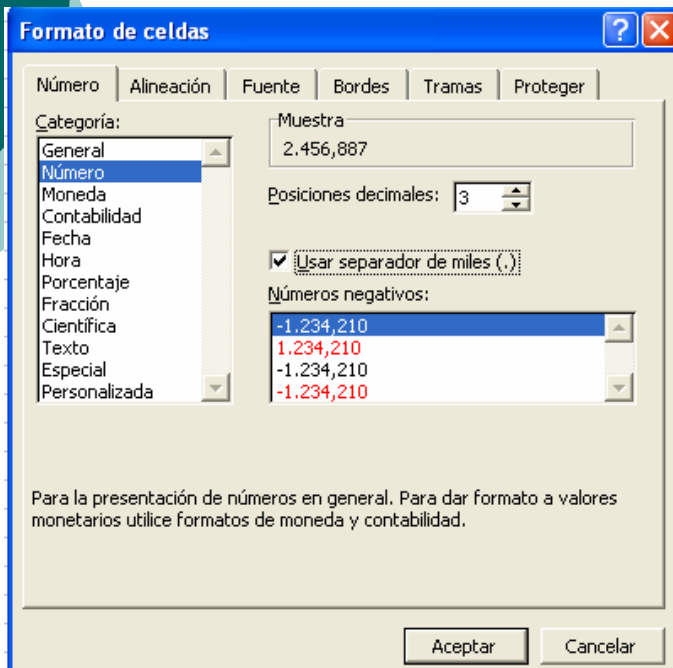 Formato de celdas
Número Alineación Fuente Bordes Tramas Proteger
Categoría:
General
Número
Moneda
Contabilidad
Fecha
Hora
Porcentaje
Fracción
Científica
Texto
Especial
Personalizada
Muestra
2.456,887
Posiciones decimales: 3
Usar separador de miles (.)
Números negativos:
-1.234,210
1.234,210
-1.234,210
-1.234,210
Para la presentación de números en general. Para dar formato a valores
monetarios utilice formatos de moneda y contabilidad.
Aceptar Cancelar